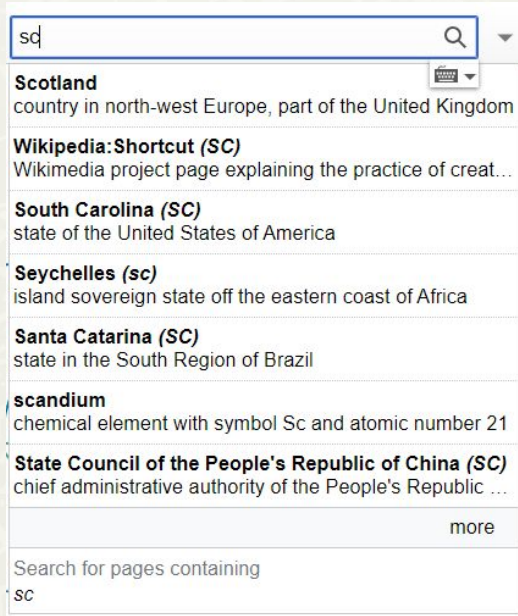 sc
Scotland
country in north-west Europe, part of the United Kingdom
Wikipedia:Shortcut (SC)
Wikimedia project page explaining the practice of creat...
South Carolina (SC)
state of the United States of America
Seychelles (sc)
island sovereign state off the eastern coast of Africa
Santa Catarina (SC)
state in the South Region of Brazil
scandium
chemical element with symbol Sc and atomic number 21
State Council of the People's Republic of China (SC)
chief administrative authority of the People's Republic ...
more
Search for pages containing
sc